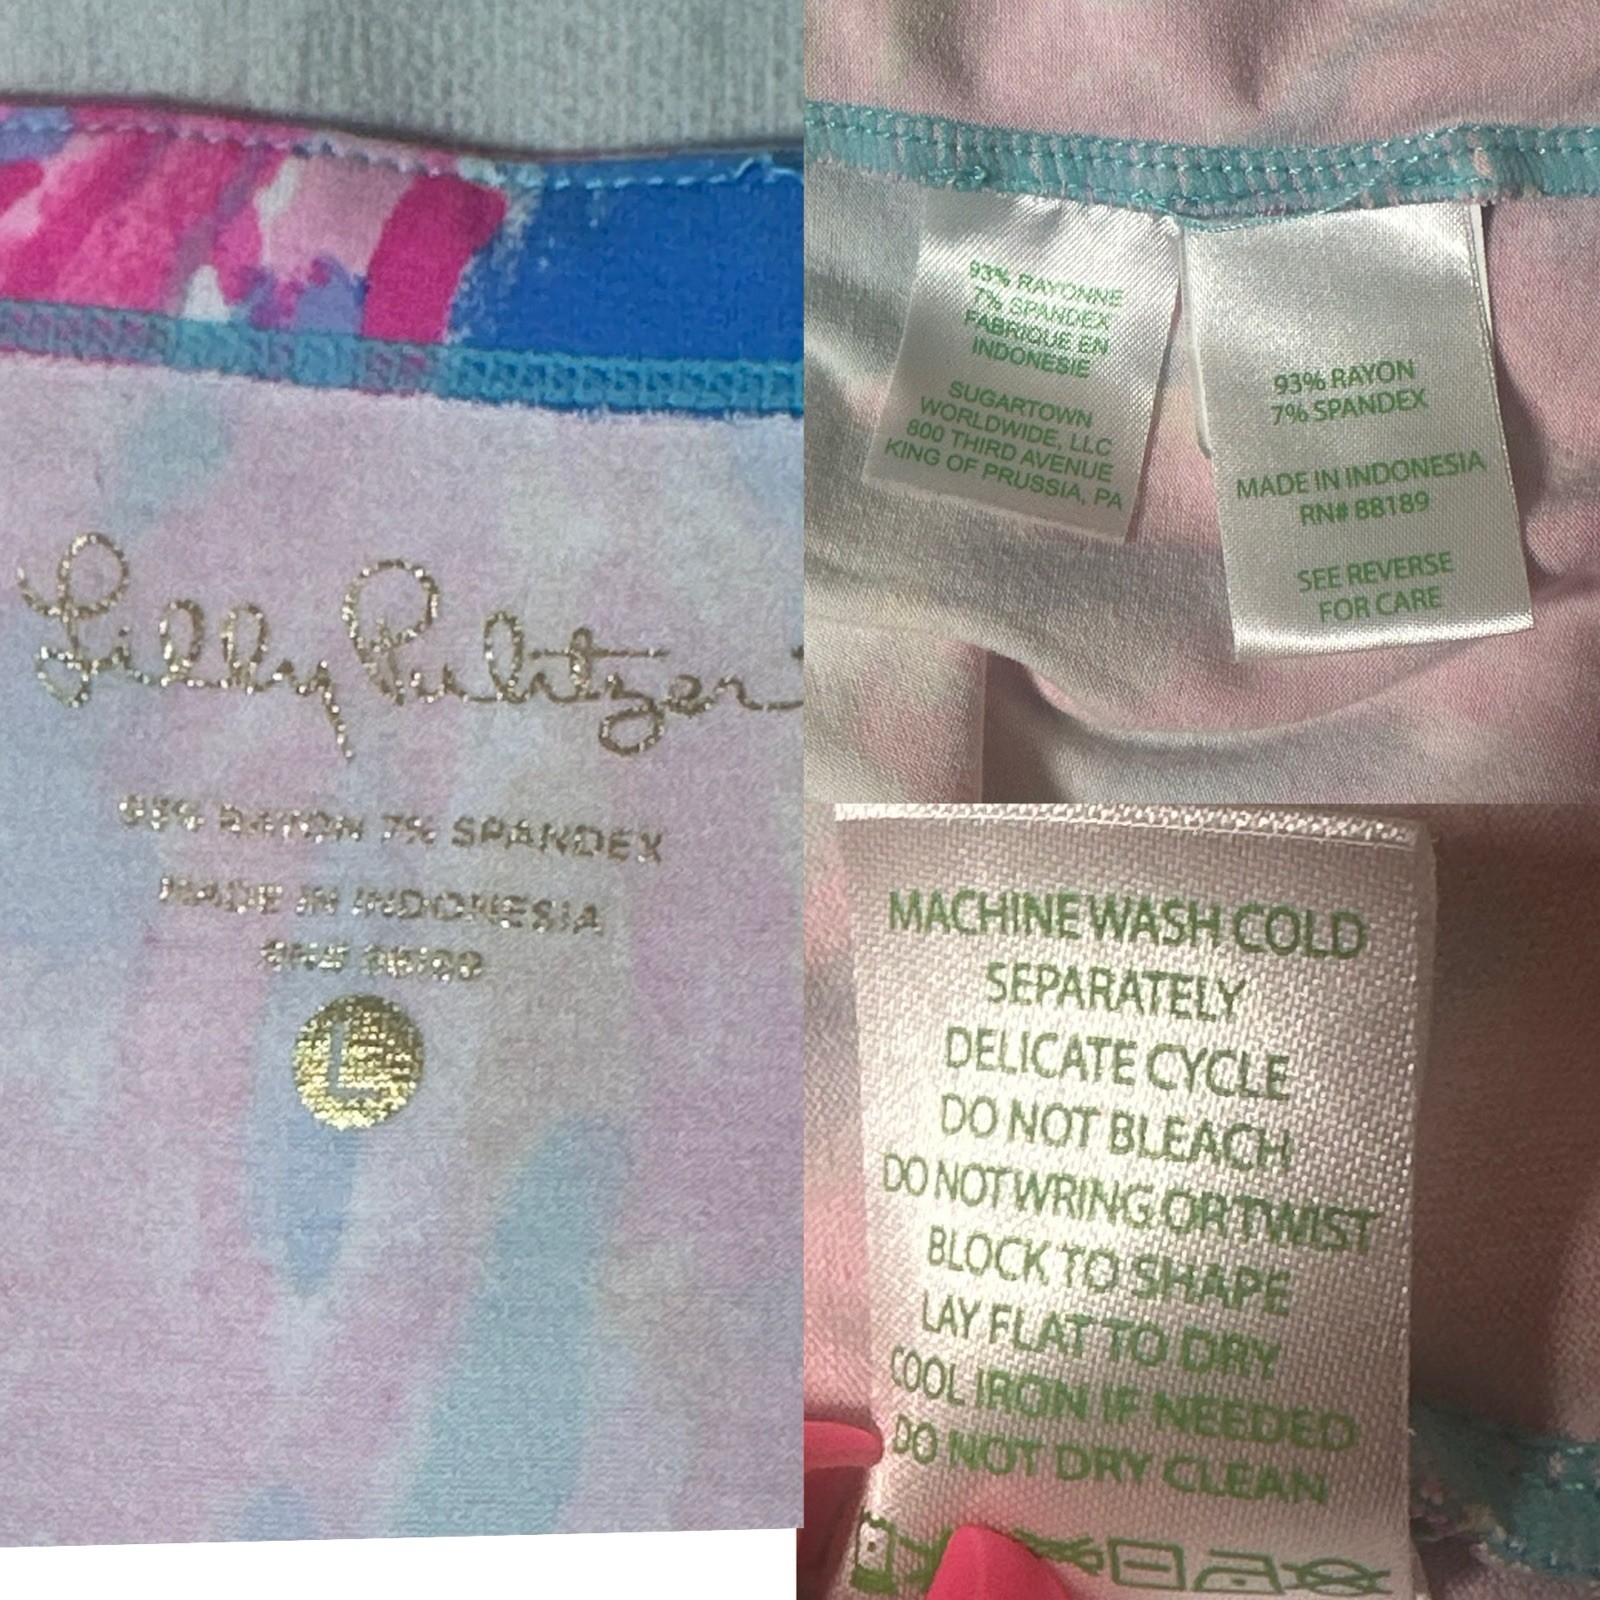 Lilly Pulitzer
93% RAYON 7% SPANDEX
MADE IN INDONESIA
RN# 88189
L
93% RAYONNE
7% SPANDEX
FABRIQUE EN
INDONESIE
SUGARTOWN
WORLDWIDE, LLC
800 THIRD AVENUE
KING OF PRUSSIA, PA
93% RAYON
7% SPANDEX
MADE IN INDONESIA
RN# 88189
SEE REVERSE
FOR CARE
MACHINE WASH COLD
SEPARATELY
DELICATE CYCLE
DO NOT BLEACH
DO NOT WRING OR TWIST
BLOCK TO SHAPE
LAY FLAT TO DRY
COOL IRON IF NEEDED
DO NOT DRY CLEAN